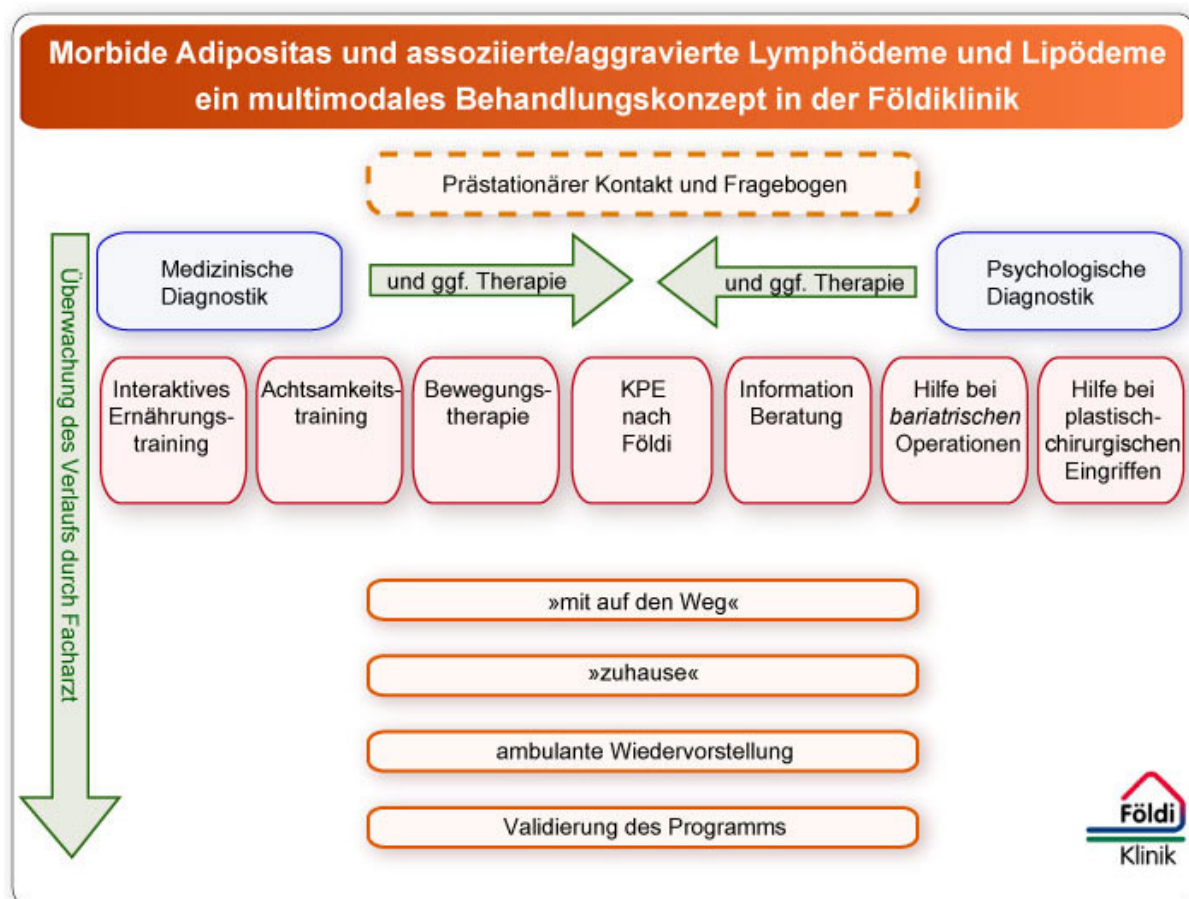 Morbide Adipositas und assoziierte/aggravierte Lymphödeme und Lipödeme
ein multimodales Behandlungskonzept in der Földiklinik
Prästationärer Kontakt und Fragebogen
Überwachung des Verlaufs durch Facharzt
Medizinische
Diagnostik
und ggf. Therapie
und ggf. Therapie
Psychologische
Diagnostik
Interaktives
Ernährungs-
training
Achtsamkeits-
training
Bewegungs-
therapie
KPE
nach
Földi
Information
Beratung
Hilfe bei
bariatrischen
Operationen
Hilfe bei
plastisch-
chirurgischen
Eingriffen
»mit auf den Weg«
»zuhause«
ambulante Wiedervorstellung
Validierung des Programms
Földi
Klinik